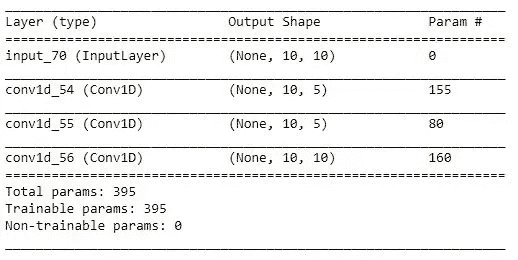 Layer (type) Output Shape Param #
input_70 (InputLayer) (None, 10, 10) 0
conv1d_54 (Conv1D) (None, 10, 5) 155
conv1d_55 (Conv1D) (None, 10, 5) 80
conv1d_56 (Conv1D) (None, 10, 10) 160
Total params: 395
Trainable params: 395
Non-trainable params: 0